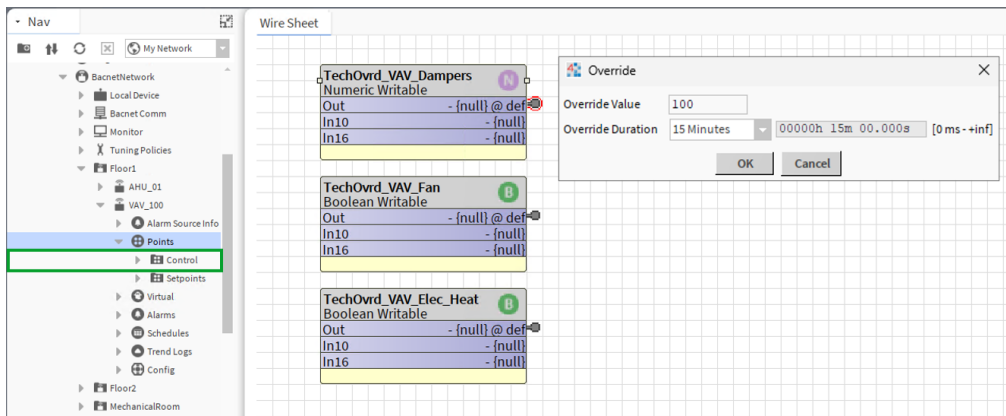 Nav
My Network
BacnetNetwork
Local Device
Bacnet Comm
Monitor
Tuning Policies
Floor1
AHU_01
VAV_100
Alarm Source Info
Points
Control
Setpoints
Virtual
Alarms
Schedules
Trend Logs
Config
Floor2
MechanicalRoom
Wire Sheet
TechOvrd_VAV_Dampers
Numeric Writable
N
Out - {null} @ def
In10 - {null}
In16 - {null}
TechOvrd_VAV_Fan
Boolean Writable
B
Out - {null} @ def
In10 - {null}
In16 - {null}
TechOvrd_VAV_Elec_Heat
Boolean Writable
B
Out - {null} @ def
In10 - {null}
In16 - {null}
Override
Override Value 100
Override Duration 15 Minutes 00000h 15m 00.000s [0 ms - +inf]
OK Cancel